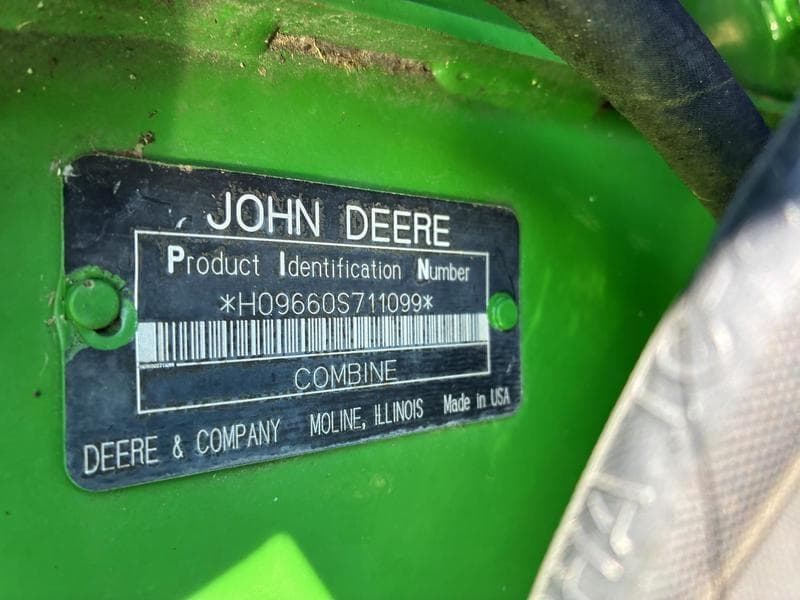 JOHN DEERE
Product Identification Number
*H09660S711099*
COMBINE
DEERE & COMPANY MOLINE, ILLINOIS Made in USA